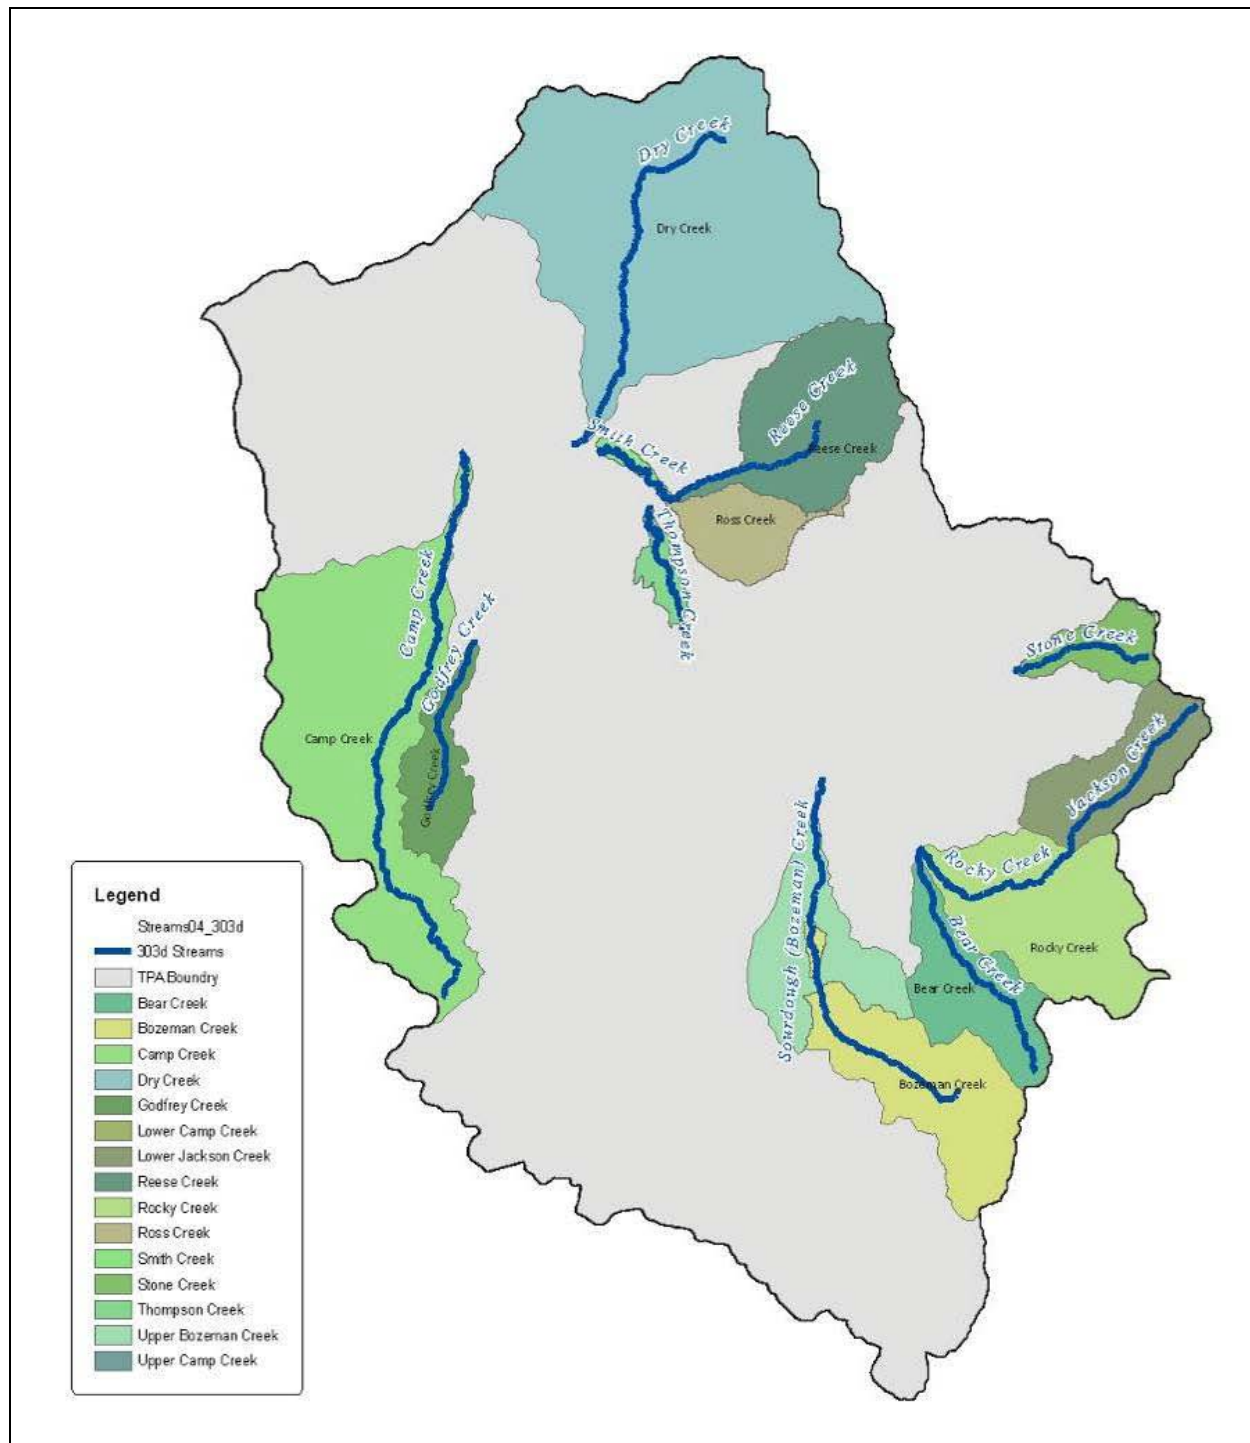 Dry Creek
Dry Creek
Reese Creek
Smith Creek
Reese Creek
Ross Creek
Thompson Creek
Camp Creek
Godfrey Creek
Stone Creek
Camp Creek
Godfrey Creek
Jackson Creek
Sourdough (Bozeman) Creek
Rocky Creek
Bear Creek
Rocky Creek
Bear Creek
Bozeman Creek
Legend
Streams04_303d
303d Streams
TPA Boundry
Bear Creek
Bozeman Creek
Camp Creek
Dry Creek
Godfrey Creek
Lower Camp Creek
Lower Jackson Creek
Reese Creek
Rocky Creek
Ross Creek
Smith Creek
Stone Creek
Thompson Creek
Upper Bozeman Creek
Upper Camp Creek